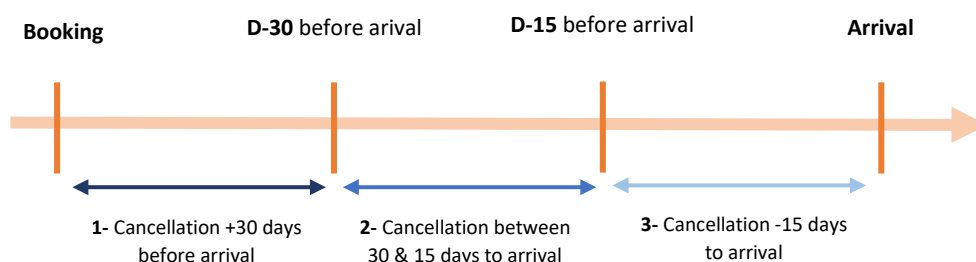 Booking
D-30 before arival
D-15 before arrival
Arrival
1- Cancellation +30 days
before arrival
2- Cancellation between
30 & 15 days to arrival
3- Cancellation -15 days
to arrival